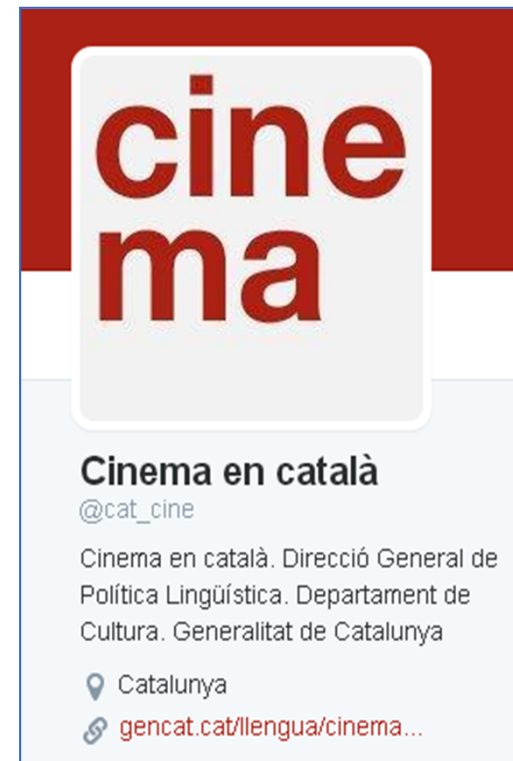 cine
ma
Cinema en català
@cat_cine
Cinema en català. Direcció General de
Política Lingüística. Departament de
Cultura. Generalitat de Catalunya
Catalunya
gencat.cat/llengua/cinema...